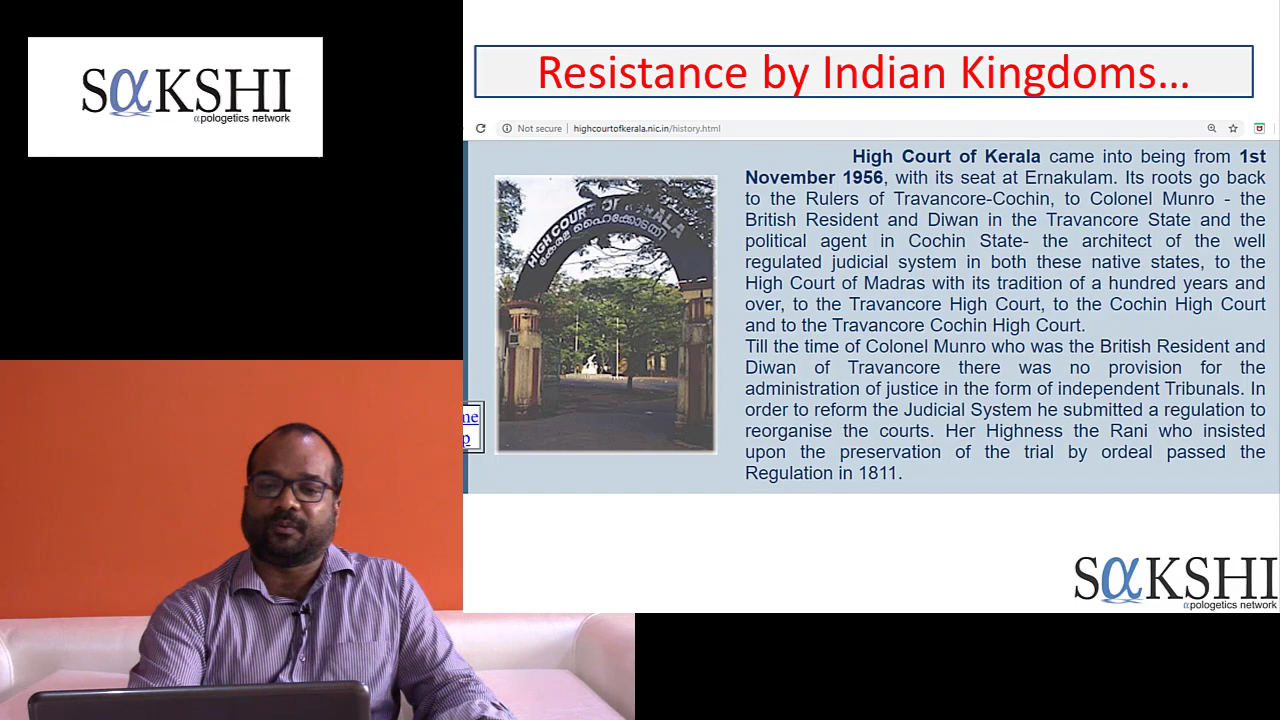 SαKSHI
αpologetics network
Resistance by Indian Kingdoms...
Not secure | highcourtofkerala.nic.in/history.html
High Court of Kerala came into being from 1st
November 1956, with its seat at Ernakulam. Its roots go back
to the Rulers of Travancore-Cochin, to Colonel Munro - the
British Resident and Diwan in the Travancore State and the
political agent in Cochin State- the architect of the well
regulated judicial system in both these native states, to the
High Court of Madras with its tradition of a hundred years and
over, to the Travancore High Court, to the Cochin High Court
and to the Travancore Cochin High Court.
Till the time of Colonel Munro who was the British Resident and
Diwan of Travancore there was no provision for the
administration of justice in the form of independent Tribunals. In
order to reform the Judicial System he submitted a regulation to
reorganise the courts. Her Highness the Rani who insisted
upon the preservation of the trial by ordeal passed the
Regulation in 1811.
HIGH COURT OF KERALA
കേരള ഹൈക്കോടതി
me
p
SαKSHI
αpologetics network